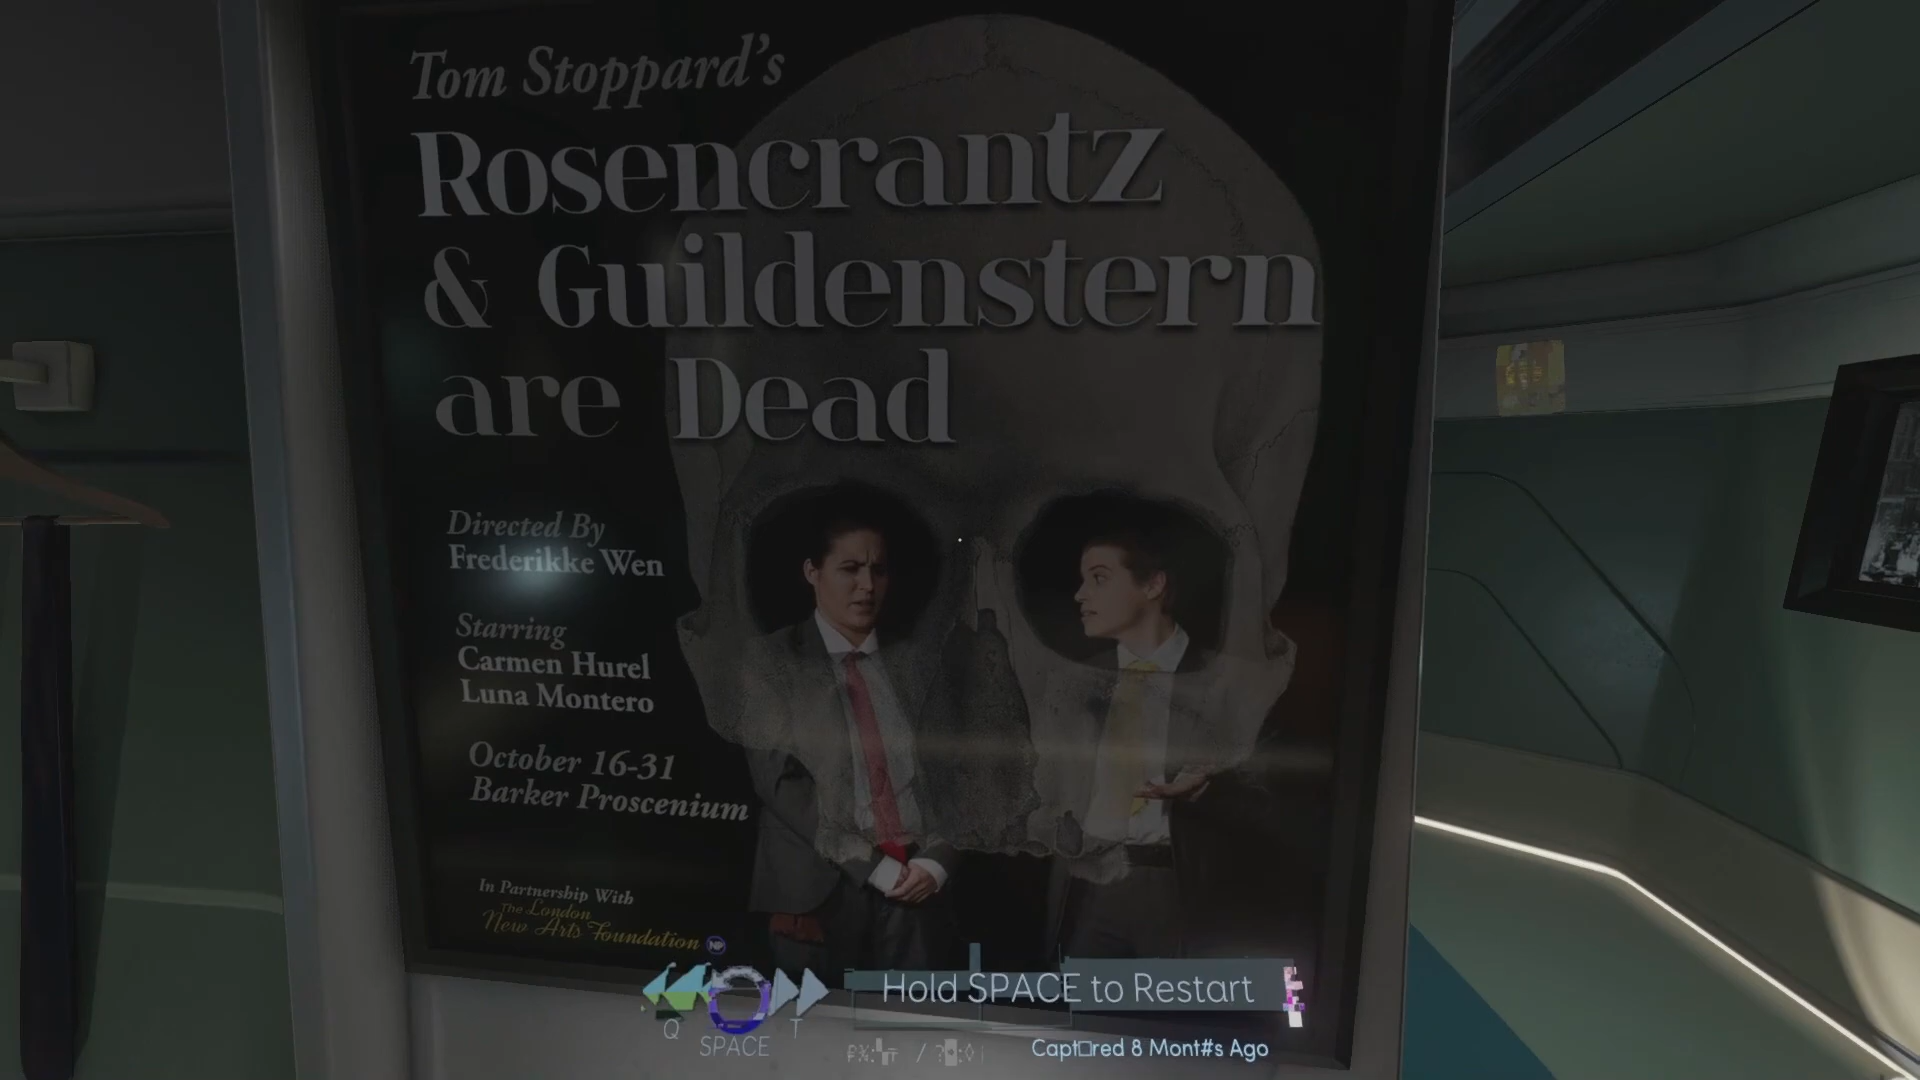 Tom Stoppard's
Rosencrantz
& Guildenstern
are Dead
Directed By
Frederikke Wen
Starring
Carmen Hurel
Luna Montero
October 16-31
Barker Proscenium
In Partnership With
The London
New Arts Foundation
NP
Hold SPACE to Restart
Q
T
SPACE
Capt□red 8 Mont#s Ago